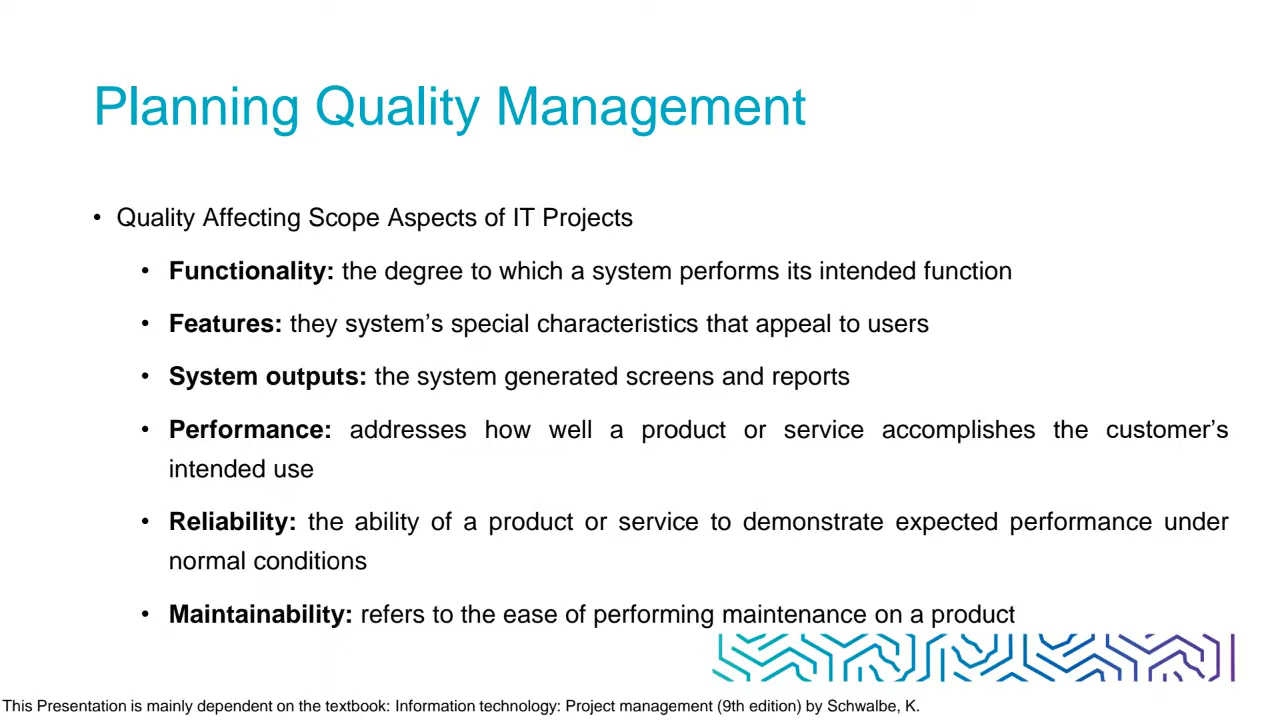 Planning Quality Management
• Quality Affecting Scope Aspects of IT Projects
• Functionality: the degree to which a system performs its intended function
• Features: they system’s special characteristics that appeal to users
• System outputs: the system generated screens and reports
• Performance: addresses how well a product or service accomplishes the customer’s
intended use
• Reliability: the ability of a product or service to demonstrate expected performance under
normal conditions
• Maintainability: refers to the ease of performing maintenance on a product
This Presentation is mainly dependent on the textbook: Information technology: Project management (9th edition) by Schwalbe, K.